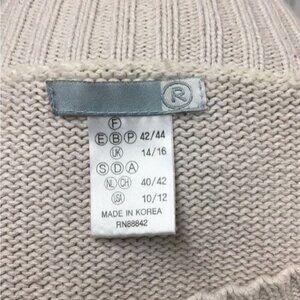 R
F
E B P 42/44
UK 14/16
S D A
NL CH 40/42
USA 10/12
MADE IN KOREA
RN88842